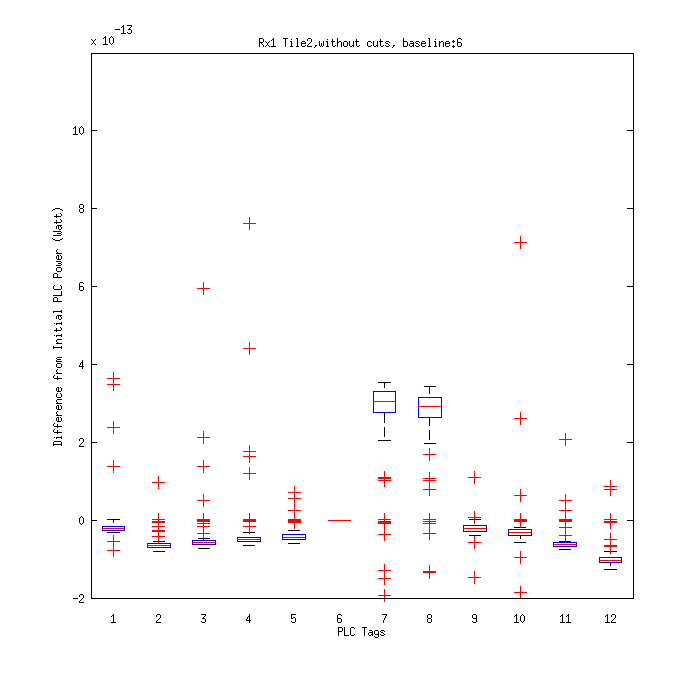 x 10-13
Rx1 Tile2,without cuts, baseline:6
10
8
6
4
2
0
-2
Difference from Initial PLC Power (Watt)
1 2 3 4 5 6 7 8 9 10 11 12
PLC Tags